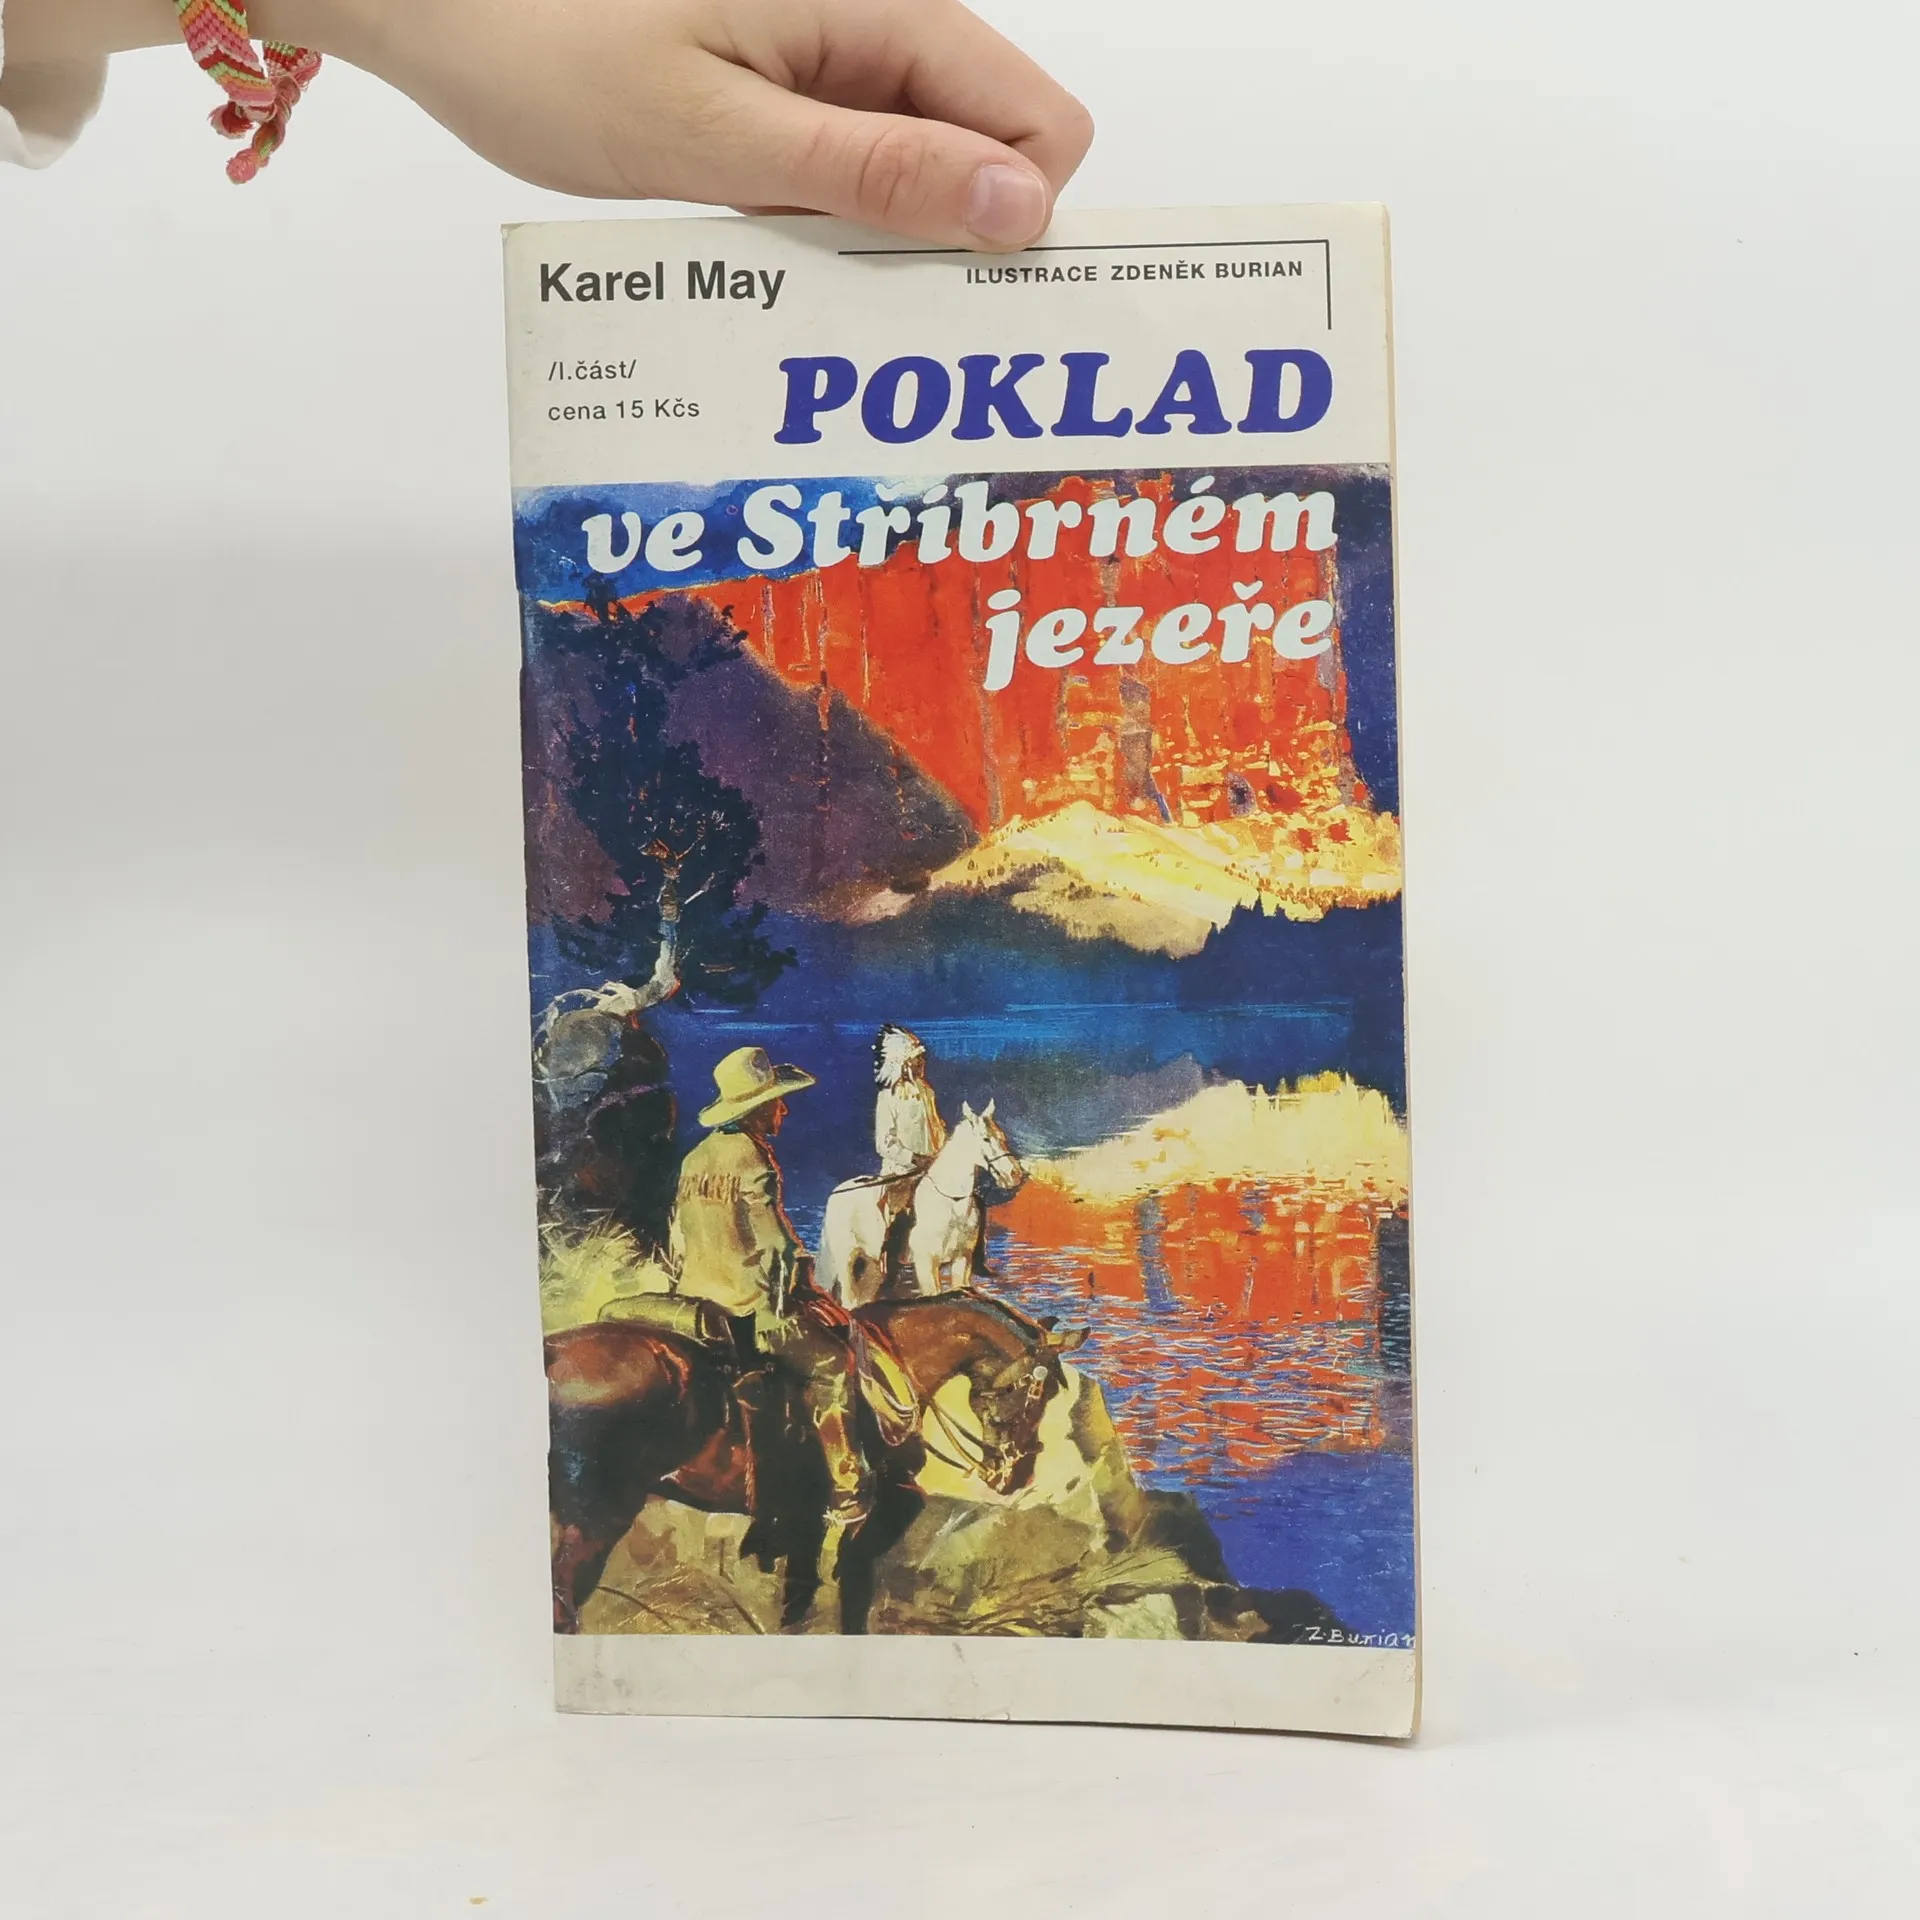 Karel May
ILUSTRACE ZDENĚK BURIAN
/I.část/
cena 15 Kčs
POKLAD
ve Stříbrném
jezeře
Z.Burian